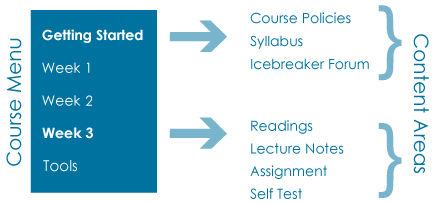 Course Menu
Getting Started
Week 1
Week 2
Week 3
Tools
Course Policies
Syllabus
Icebreaker Forum
Readings
Lecture Notes
Assignment
Self Test
Content Areas